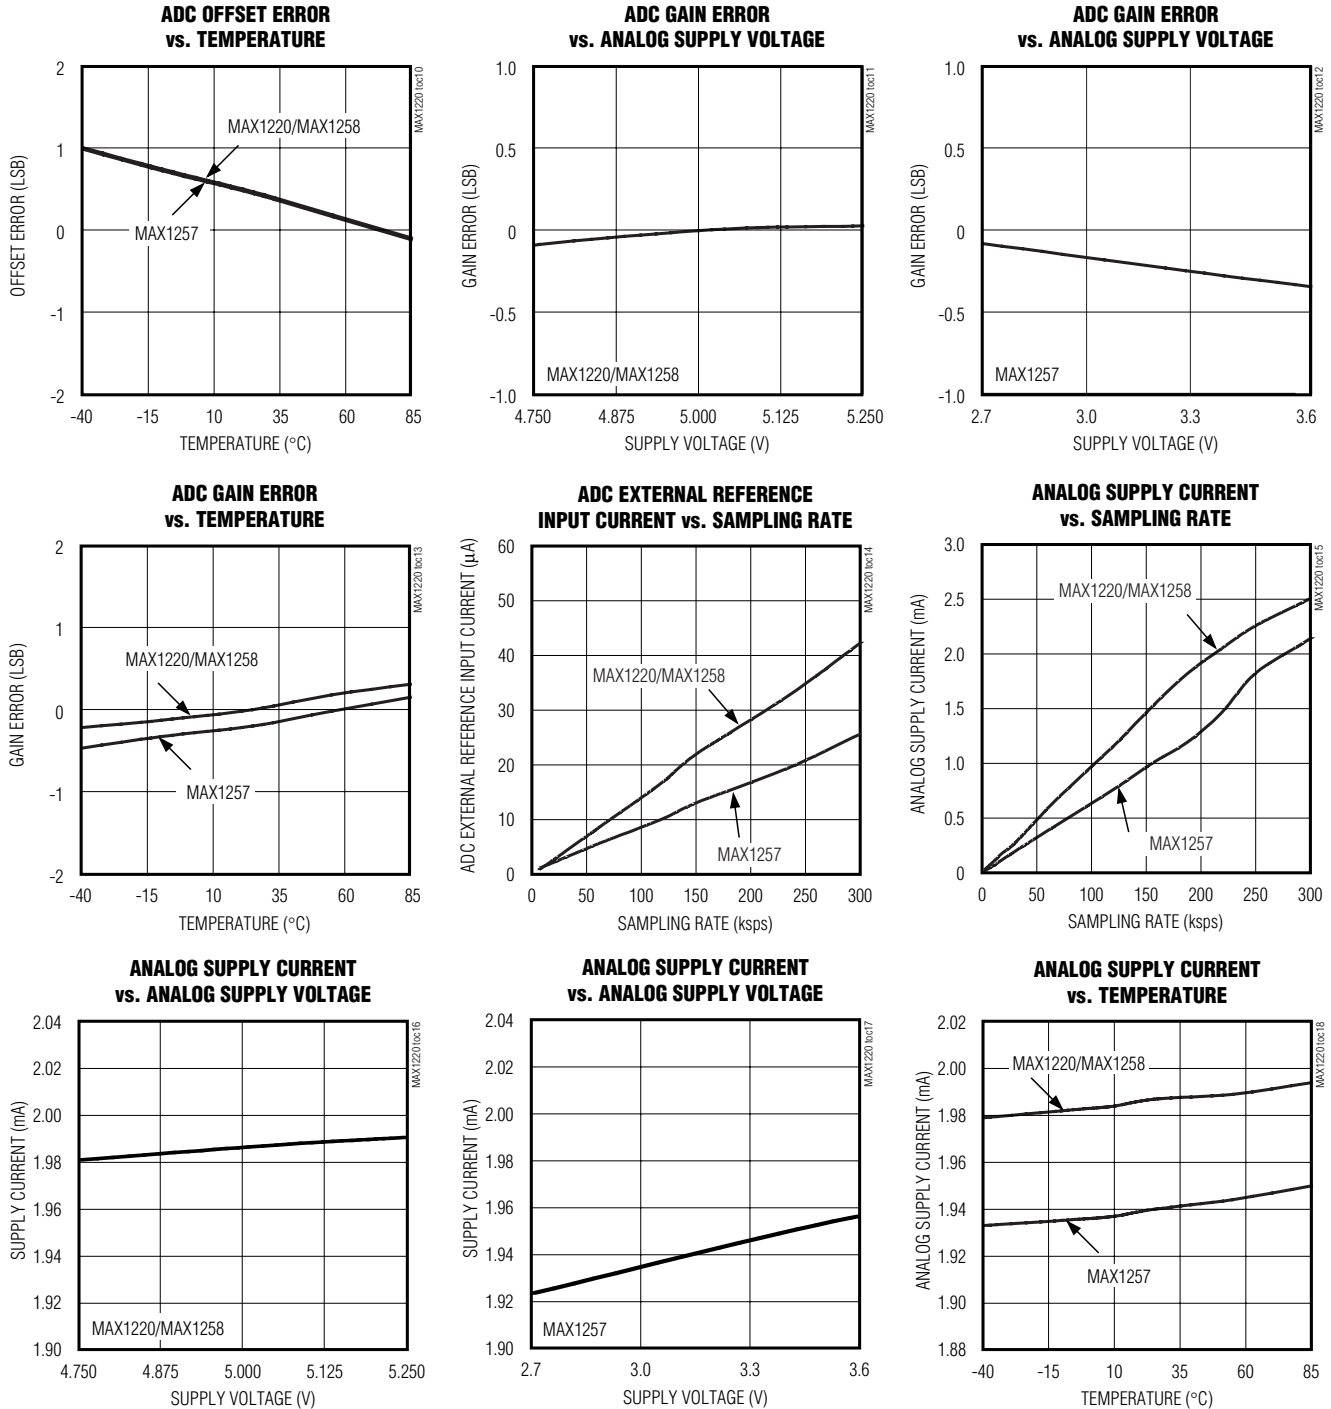 ADC OFFSET ERROR
vs. TEMPERATURE
MAX1220 toc10
OFFSET ERROR (LSB)
2
1
0
-1
-2
MAX1220/MAX1258
MAX1257
-40 -15 10 35 60 85
TEMPERATURE (°C)
ADC GAIN ERROR
vs. ANALOG SUPPLY VOLTAGE
MAX1220 toc11
GAIN ERROR (LSB)
1.0
0.5
0
-0.5
-1.0
MAX1220/MAX1258
4.750 4.875 5.000 5.125 5.250
SUPPLY VOLTAGE (V)
ADC GAIN ERROR
vs. ANALOG SUPPLY VOLTAGE
MAX1220 toc12
GAIN ERROR (LSB)
1.0
0.5
0
-0.5
-1.0
MAX1257
2.7 3.0 3.3 3.6
SUPPLY VOLTAGE (V)
ADC GAIN ERROR
vs. TEMPERATURE
MAX1220 toc13
GAIN ERROR (LSB)
2
1
0
-1
-2
MAX1220/MAX1258
MAX1257
-40 -15 10 35 60 85
TEMPERATURE (°C)
ADC EXTERNAL REFERENCE
INPUT CURRENT vs. SAMPLING RATE
MAX1220 toc14
ADC EXTERNAL REFERENCE INPUT CURRENT (µA)
60
50
40
30
20
10
0
MAX1220/MAX1258
MAX1257
0 50 100 150 200 250 300
SAMPLING RATE (ksps)
ANALOG SUPPLY CURRENT
vs. SAMPLING RATE
MAX1220 toc15
ANALOG SUPPLY CURRENT (mA)
3.0
2.5
2.0
1.5
1.0
0.5
0
MAX1220/MAX1258
MAX1257
0 50 100 150 200 250 300
SAMPLING RATE (ksps)
ANALOG SUPPLY CURRENT
vs. ANALOG SUPPLY VOLTAGE
MAX1220 toc16
SUPPLY CURRENT (mA)
2.04
2.02
2.00
1.98
1.96
1.94
1.92
1.90
MAX1220/MAX1258
4.750 4.875 5.000 5.125 5.250
SUPPLY VOLTAGE (V)
ANALOG SUPPLY CURRENT
vs. ANALOG SUPPLY VOLTAGE
MAX1220 toc17
SUPPLY CURRENT (mA)
2.04
2.02
2.00
1.98
1.96
1.94
1.92
1.90
MAX1257
2.7 3.0 3.3 3.6
SUPPLY VOLTAGE (V)
ANALOG SUPPLY CURRENT
vs. TEMPERATURE
MAX1220 toc18
ANALOG SUPPLY CURRENT (mA)
2.02
2.00
1.98
1.96
1.94
1.92
1.90
1.88
MAX1220/MAX1258
MAX1257
-40 -15 10 35 60 85
TEMPERATURE (°C)